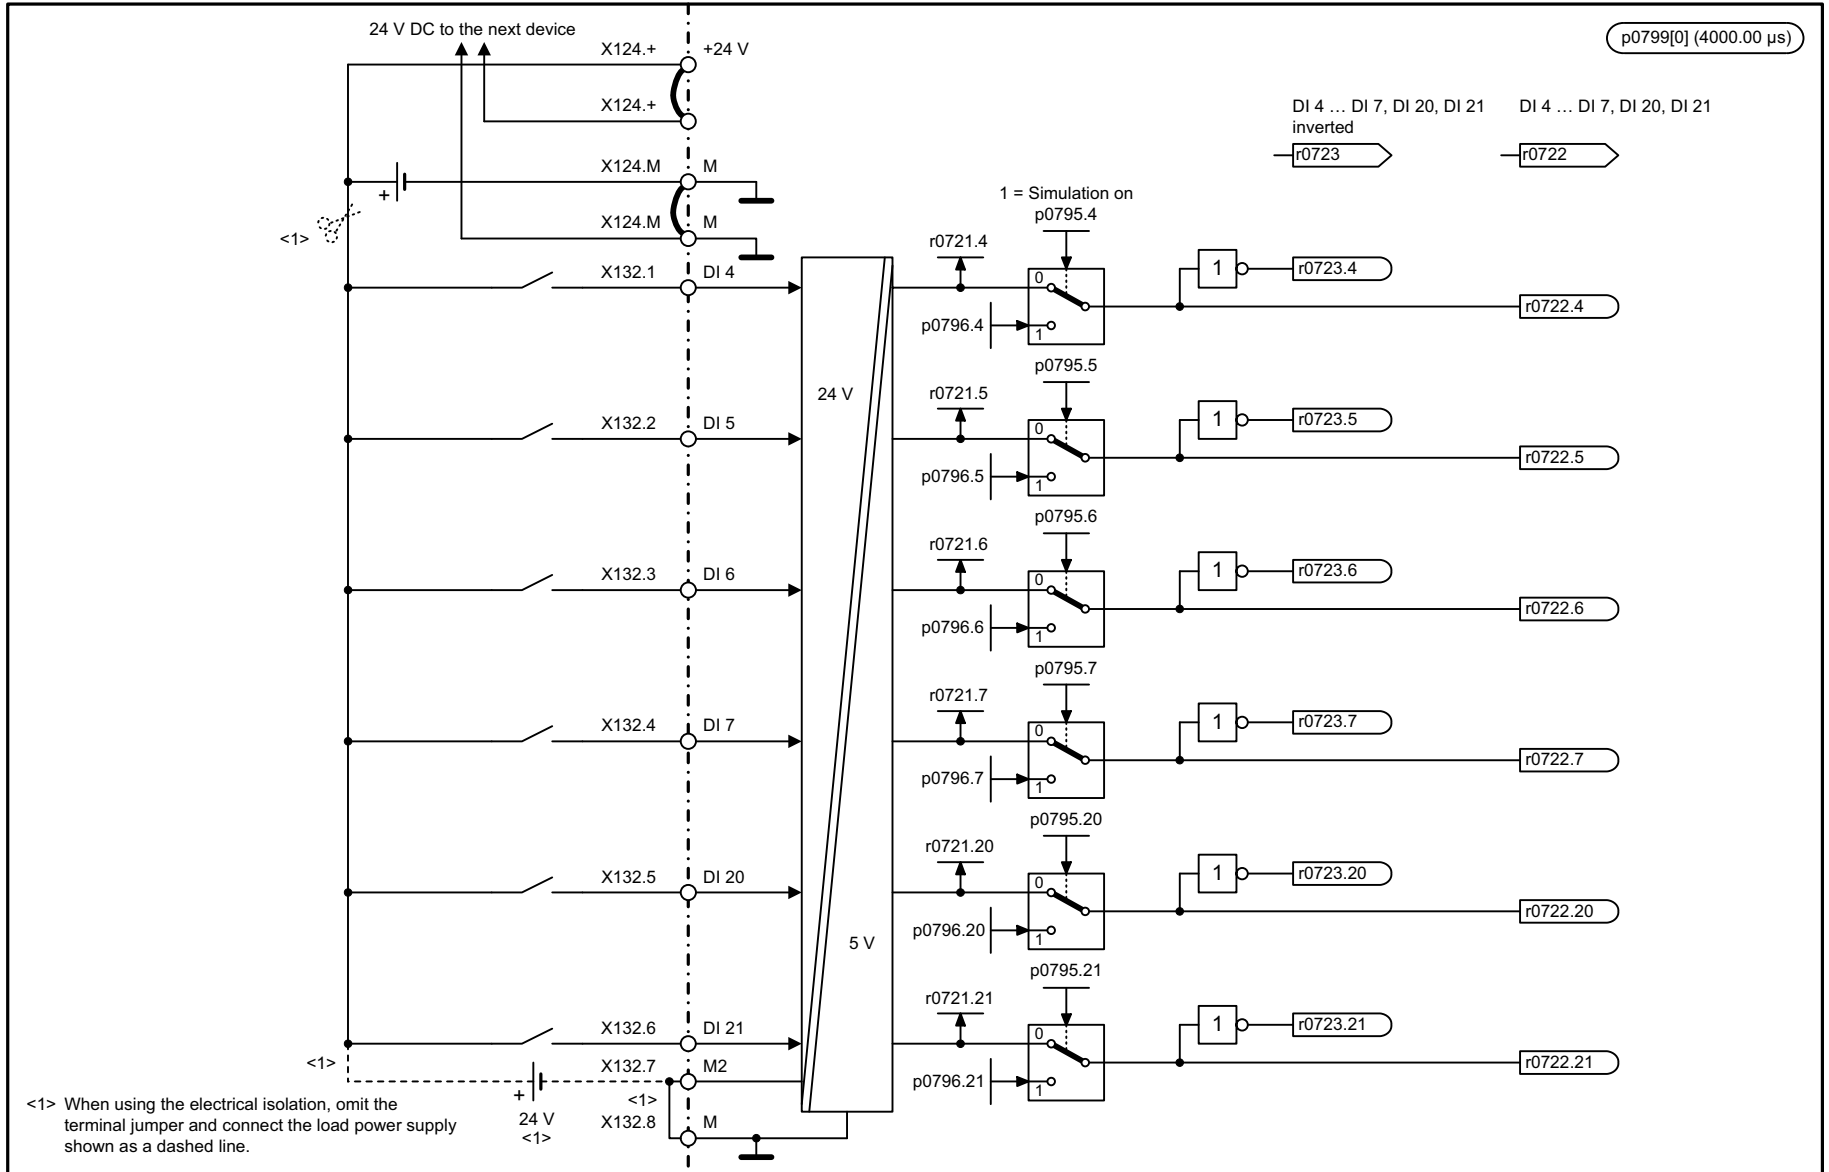 24 V DC to the next device
p0799[0] (4000.00 µs)
X124.+
+24 V
X124.+
DI 4 … DI 7, DI 20, DI 21
inverted
DI 4 … DI 7, DI 20, DI 21
r0723
r0722
X124.M
M
+
<1>
X124.M
M
1 = Simulation on
p0795.4
X132.1
DI 4
r0721.4
0
p0796.4
1
1
r0723.4
r0722.4
24 V
p0795.5
X132.2
DI 5
r0721.5
0
p0796.5
1
1
r0723.5
r0722.5
p0795.6
X132.3
DI 6
r0721.6
0
p0796.6
1
1
r0723.6
r0722.6
p0795.7
X132.4
DI 7
r0721.7
0
p0796.7
1
1
r0723.7
r0722.7
p0795.20
X132.5
DI 20
r0721.20
0
p0796.20
1
1
r0723.20
r0722.20
5 V
p0795.21
X132.6
DI 21
r0721.21
0
p0796.21
1
1
r0723.21
r0722.21
<1>
X132.7
M2
+
24 V
<1>
<1>
X132.8
M
<1> When using the electrical isolation, omit the
terminal jumper and connect the load power supply
shown as a dashed line.